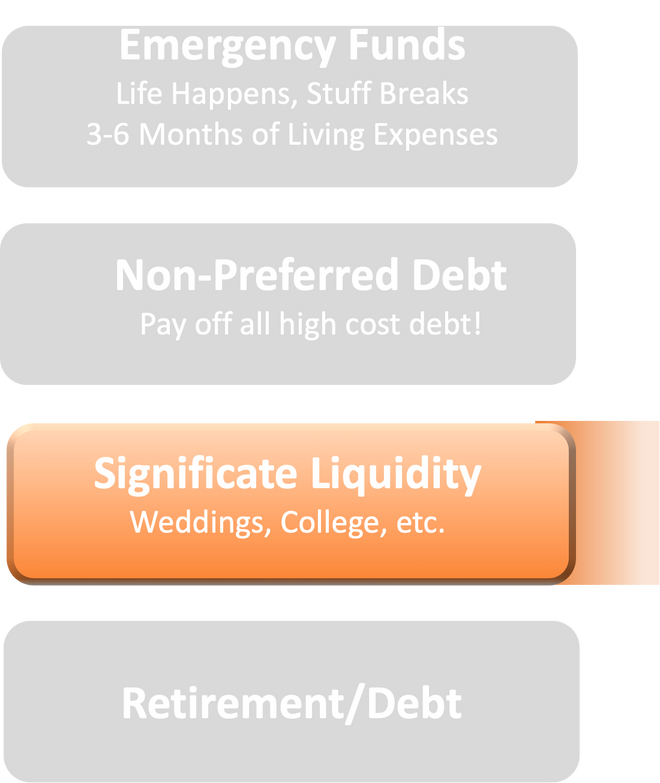 Emergency Funds
Life Happens, Stuff Breaks
3-6 Months of Living Expenses
Non-Preferred Debt
Pay off all high cost debt!
Significate Liquidity
Weddings, College, etc.
Retirement/Debt